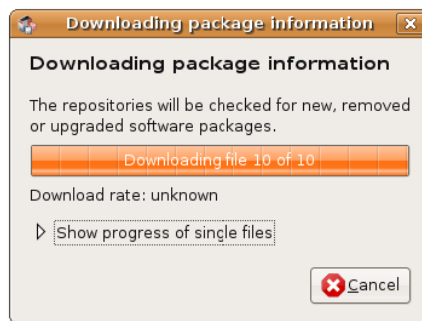 Downloading package information
Downloading package information
The repositories will be checked for new, removed
or upgraded software packages.
Downloading file 10 of 10
Download rate: unknown
Show progress of single files
Cancel